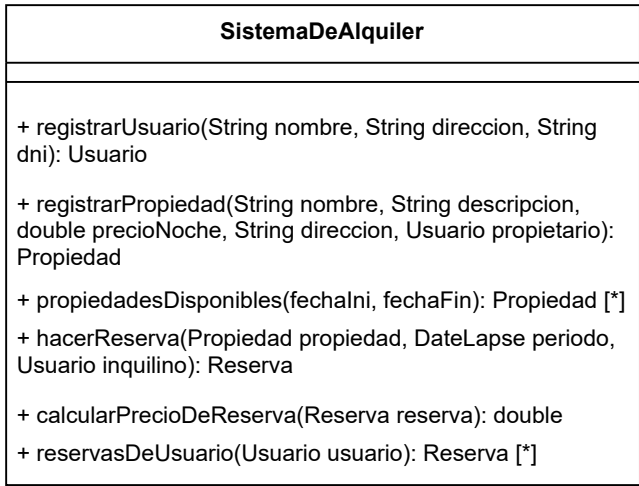 SistemaDeAlquiler
+ registrarUsuario(String nombre, String direccion, String
dni): Usuario
+ registrarPropiedad(String nombre, String descripcion,
double precioNoche, String direccion, Usuario propietario):
Propiedad
+ propiedadesDisponibles(fechaIni, fechaFin): Propiedad [*]
+ hacerReserva(Propiedad propiedad, DateLapse periodo,
Usuario inquilino): Reserva
+ calcularPrecioDeReserva(Reserva reserva): double
+ reservasDeUsuario(Usuario usuario): Reserva [*]